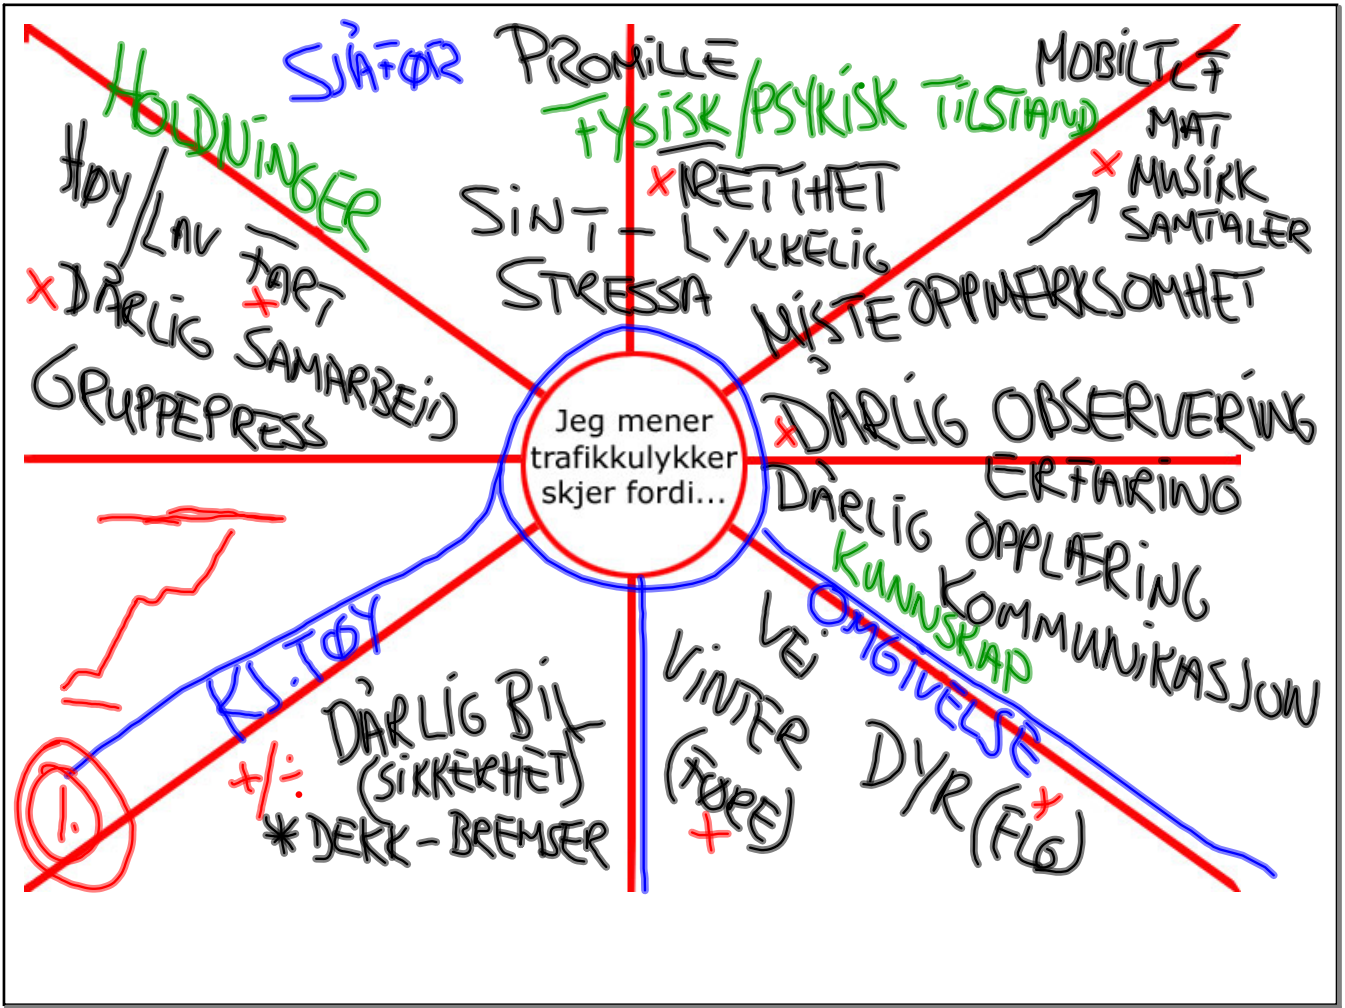 SJÅFØR
PROMILLE
MOBILTLF
HOLDNINGER
FYSISK/PSYKISK TILSTAND
MAT
HØY/LAV FART
x TRETTHET
x MUSIKK
SINT - LYKKELIG
SAMTALER
STRESSA
x DÅRLIG SAMARBEID
x
MISTE OPPMERKSOMHET
GRUPPEPRESS
x DÅRLIG OBSERVERING
Jeg mener
trafikkulykker
skjer fordi...
ERFARING
DÅRLIG OPPLÆRING
KUNNSKAP
KOMMUNIKASJON
KJ.TØY
VEI
OMGIVELSE
VINTER
DÅRLIG BIL
(SIKKERHET)
+/-
DYR (ELG)
x
(FØRE)
x
* DEKK - BREMSER
1.